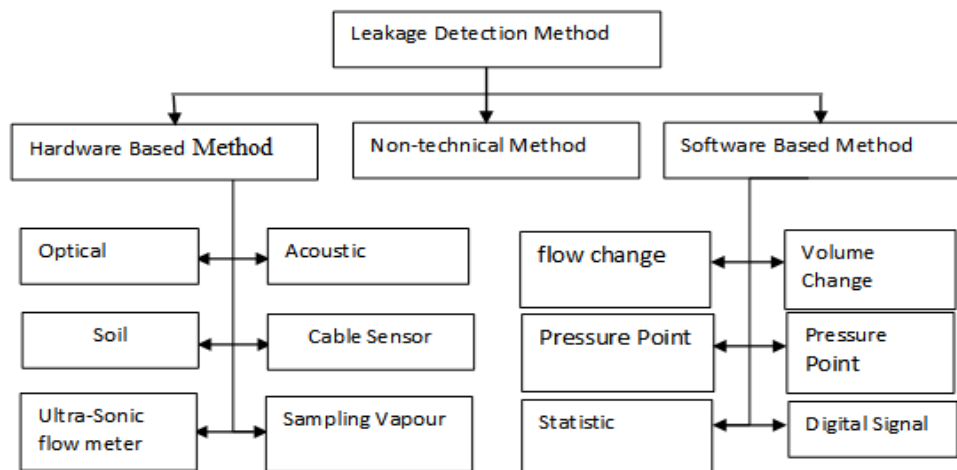 Leakage Detection Method
Hardware Based Method
Non-technical Method
Software Based Method
Optical
Acoustic
Soil
Cable Sensor
Ultra-Sonic
flow meter
Sampling Vapour
flow change
Volume
Change
Pressure Point
Pressure
Point
Statistic
Digital Signal